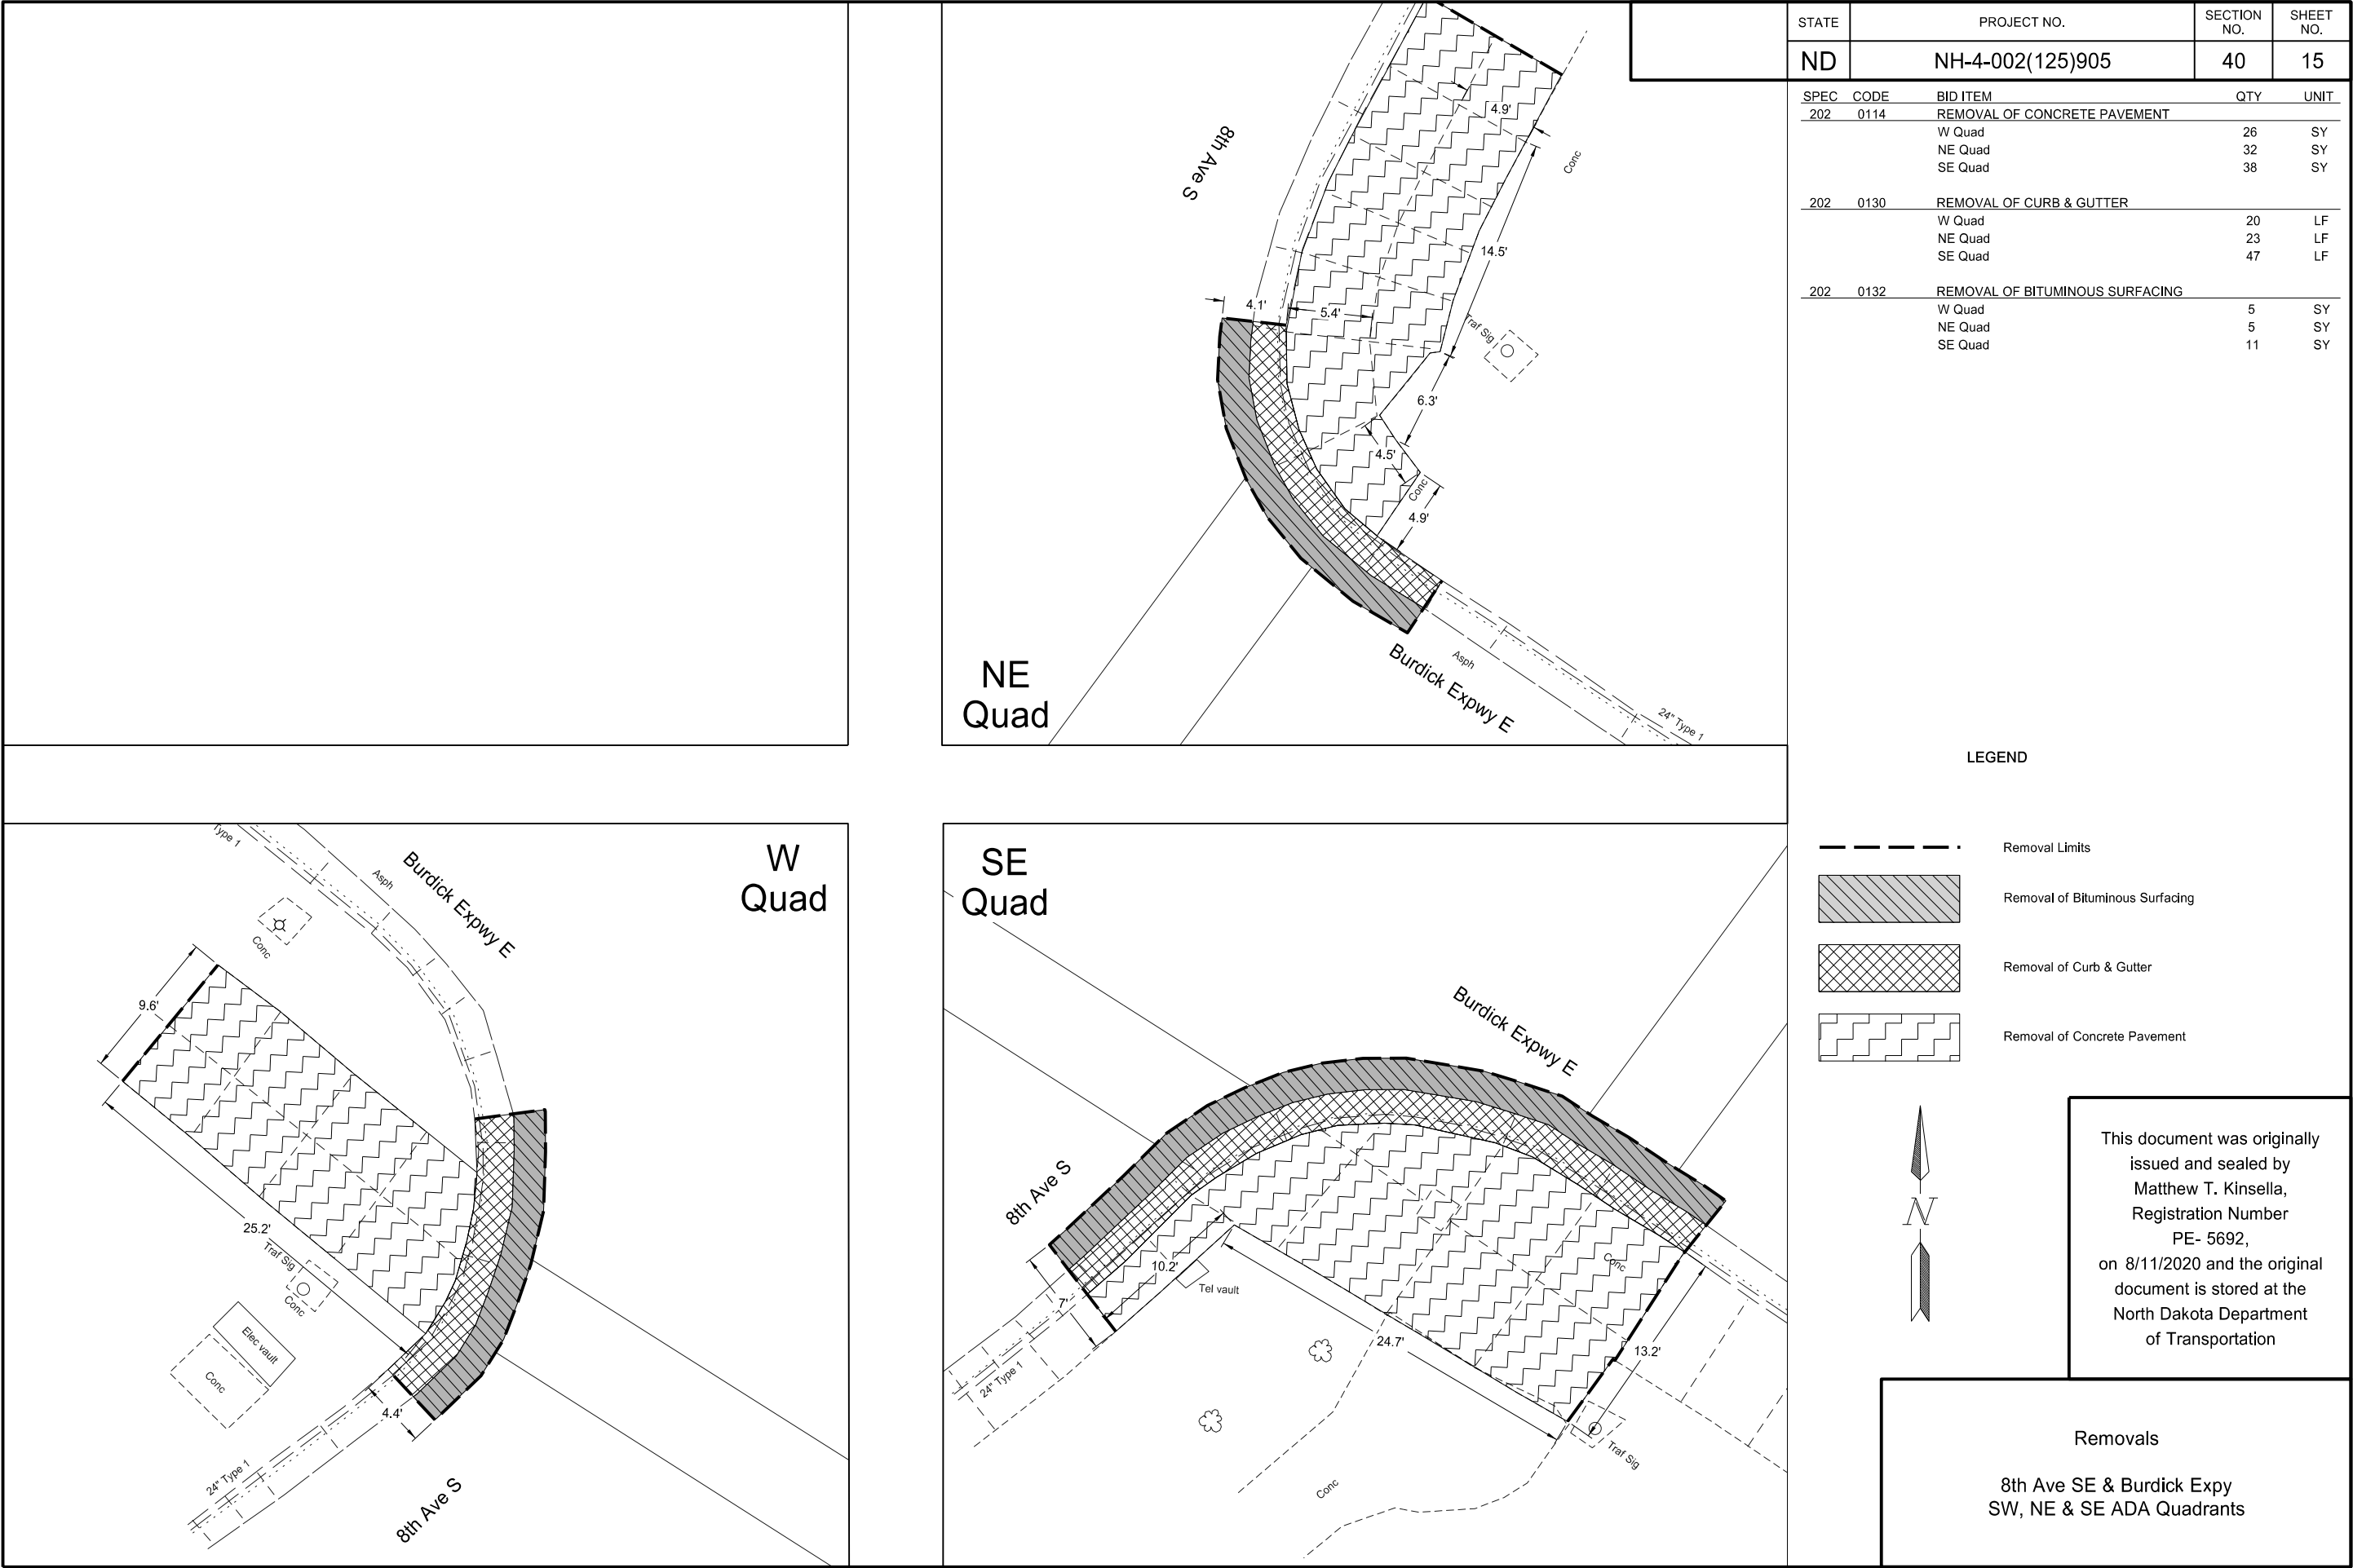 STATE PROJECT NO. SECTION NO. SHEET NO.
ND NH-4-002(125)905 40 15
SPEC CODE BID ITEM QTY UNIT
202 0114 REMOVAL OF CONCRETE PAVEMENT
W Quad 26 SY
NE Quad 32 SY
SE Quad 38 SY
202 0130 REMOVAL OF CURB & GUTTER
W Quad 20 LF
NE Quad 23 LF
SE Quad 47 LF
202 0132 REMOVAL OF BITUMINOUS SURFACING
W Quad 5 SY
NE Quad 5 SY
SE Quad 11 SY
4.9'
8th Ave S
Conc
14.5'
4.1'
5.4'
Traf Sig
6.3'
4.5'
Conc
4.9'
NE
Quad
Asph
Burdick Expwy E
24" Type 1
Type 1
Asph
Burdick Expwy E
W
Quad
Conc
9.6'
25.2'
Traf Sig
Conc
Elec vault
Conc
4.4'
24" Type 1
8th Ave S
SE
Quad
Burdick Expwy E
8th Ave S
10.2'
Tel vault
7'
Conc
24.7'
13.2'
24" Type 1
Traf Sig
Conc
LEGEND
Removal Limits
Removal of Bituminous Surfacing
Removal of Curb & Gutter
Removal of Concrete Pavement
N
This document was originally
issued and sealed by
Matthew T. Kinsella,
Registration Number
PE- 5692,
on 8/11/2020 and the original
document is stored at the
North Dakota Department
of Transportation
Removals
8th Ave SE & Burdick Expy
SW, NE & SE ADA Quadrants